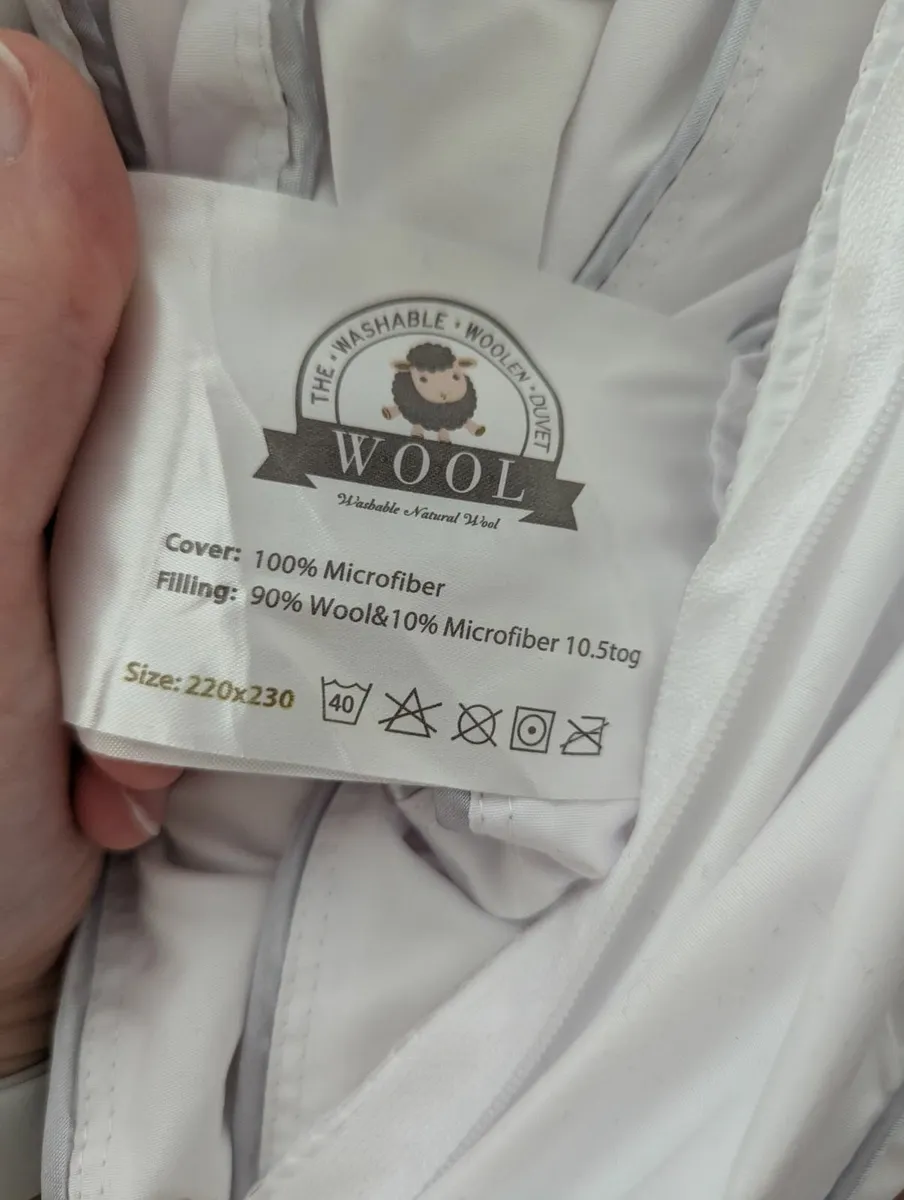 THE · WASHABLE · WOOLEN · DUVET
WOOL
Washable Natural Wool
Cover: 100% Microfiber
Filling: 90% Wool&10% Microfiber 10.5tog
Size: 220x230
40